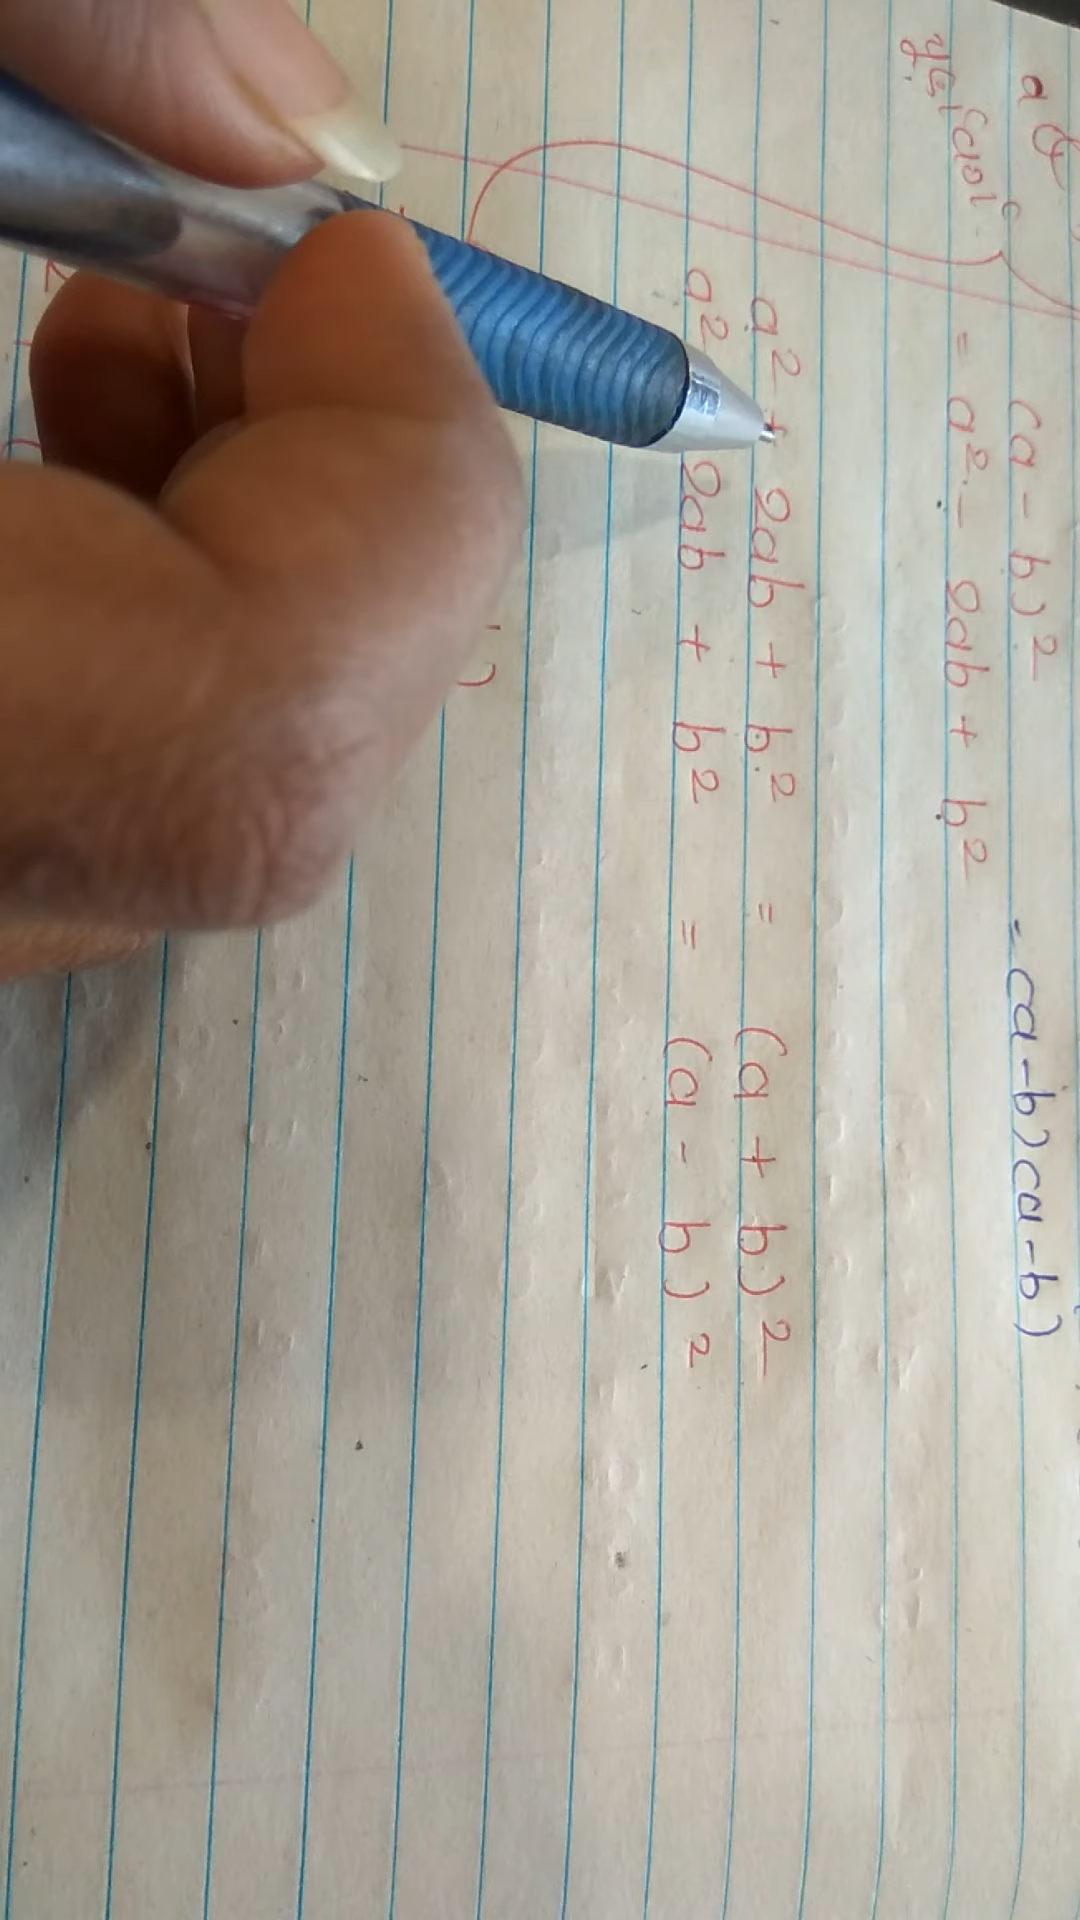 (a - b)² = (a - b) (a - b)
= a² - 2ab + b²
a² + 2ab + b² = (a + b)²
a² 2ab + b² = (a - b)²